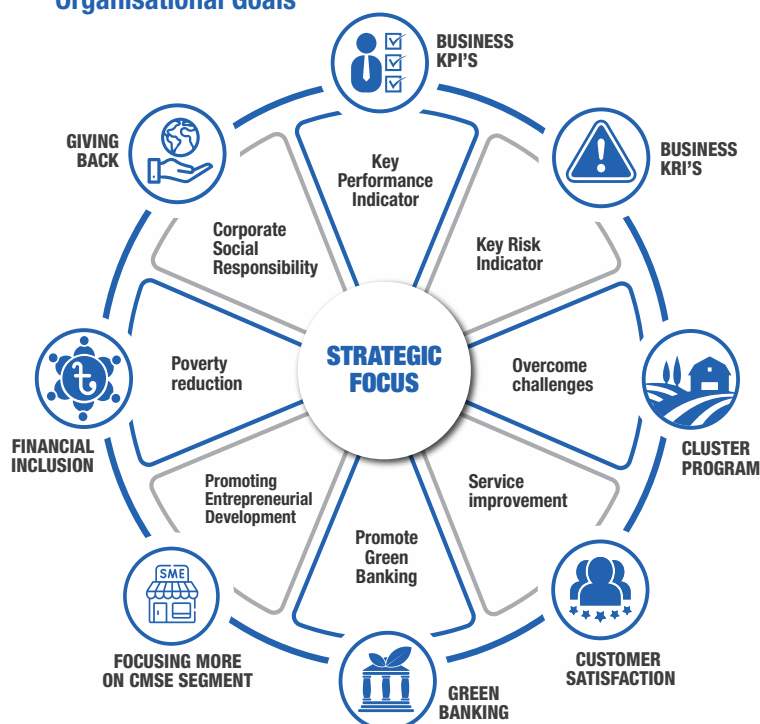 Organisational Goals
BUSINESS
KPI'S
GIVING
BACK
BUSINESS
KRI'S
Key
Performance
Indicator
Corporate
Social
Responsibility
Key Risk
Indicator
STRATEGIC
FOCUS
Poverty
reduction
Overcome
challenges
FINANCIAL
INCLUSION
CLUSTER
PROGRAM
Promoting
Entrepreneurial
Development
Service
improvement
Promote
Green
Banking
SME
FOCUSING MORE
ON CMSE SEGMENT
CUSTOMER
SATISFACTION
GREEN
BANKING